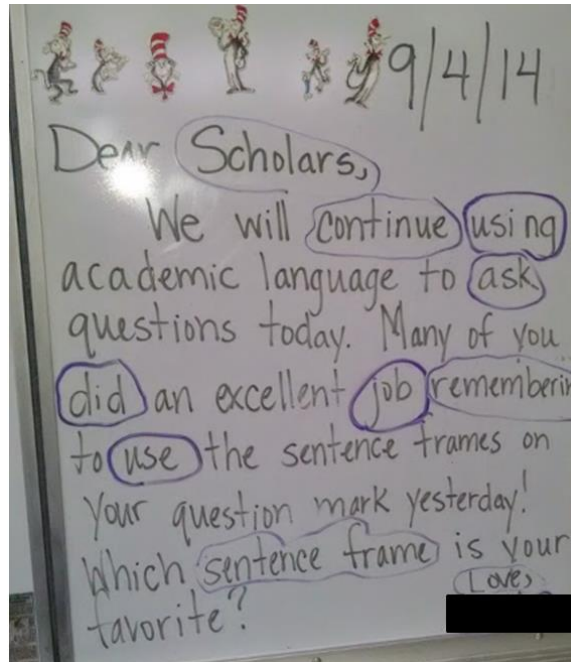 9/4/14
Dear Scholars,
We will continue using
academic language to ask
questions today. Many of you
did an excellent job rememberin
to use the sentence frames on
your question mark yesterday!
Which sentence frame is your
favorite?
Love,